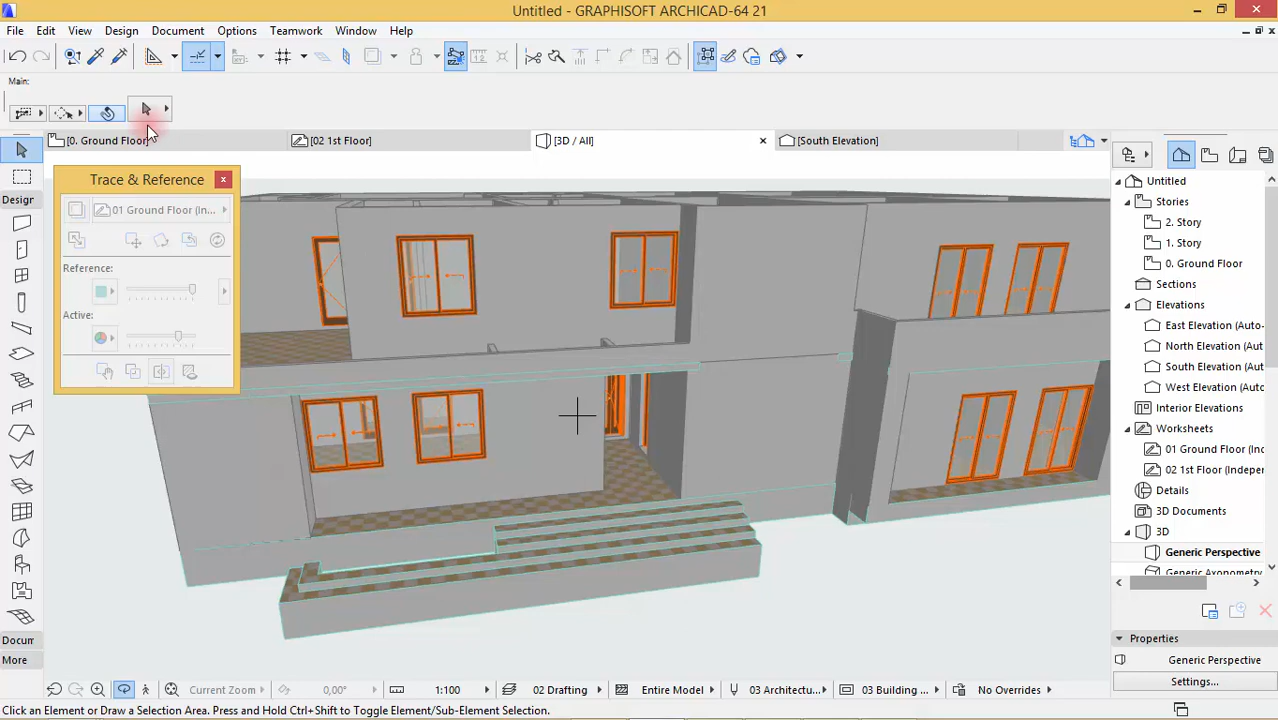 Untitled - GRAPHISOFT ARCHICAD-64 21
File Edit View Design Document Options Teamwork Window Help
Main:
[0. Ground Floor]
[02 1st Floor]
[3D / All]
[South Elevation]
Trace & Reference
01 Ground Floor (In...
Reference:
Active:
Design
Docum
More
Untitled
Stories
2. Story
1. Story
0. Ground Floor
Sections
Elevations
East Elevation (Auto-
North Elevation (Aut
South Elevation (Aut
West Elevation (Aut
Interior Elevations
Worksheets
01 Ground Floor (Ind
02 1st Floor (Indeper
Details
3D Documents
3D
Generic Perspective
Generic Axonometry
Properties
Generic Perspective
Settings...
Current Zoom
0,00°
1:100
02 Drafting
Entire Model
03 Architectu...
03 Building ...
No Overrides
Click an Element or Draw a Selection Area. Press and Hold Ctrl+Shift to Toggle Element/Sub-Element Selection.